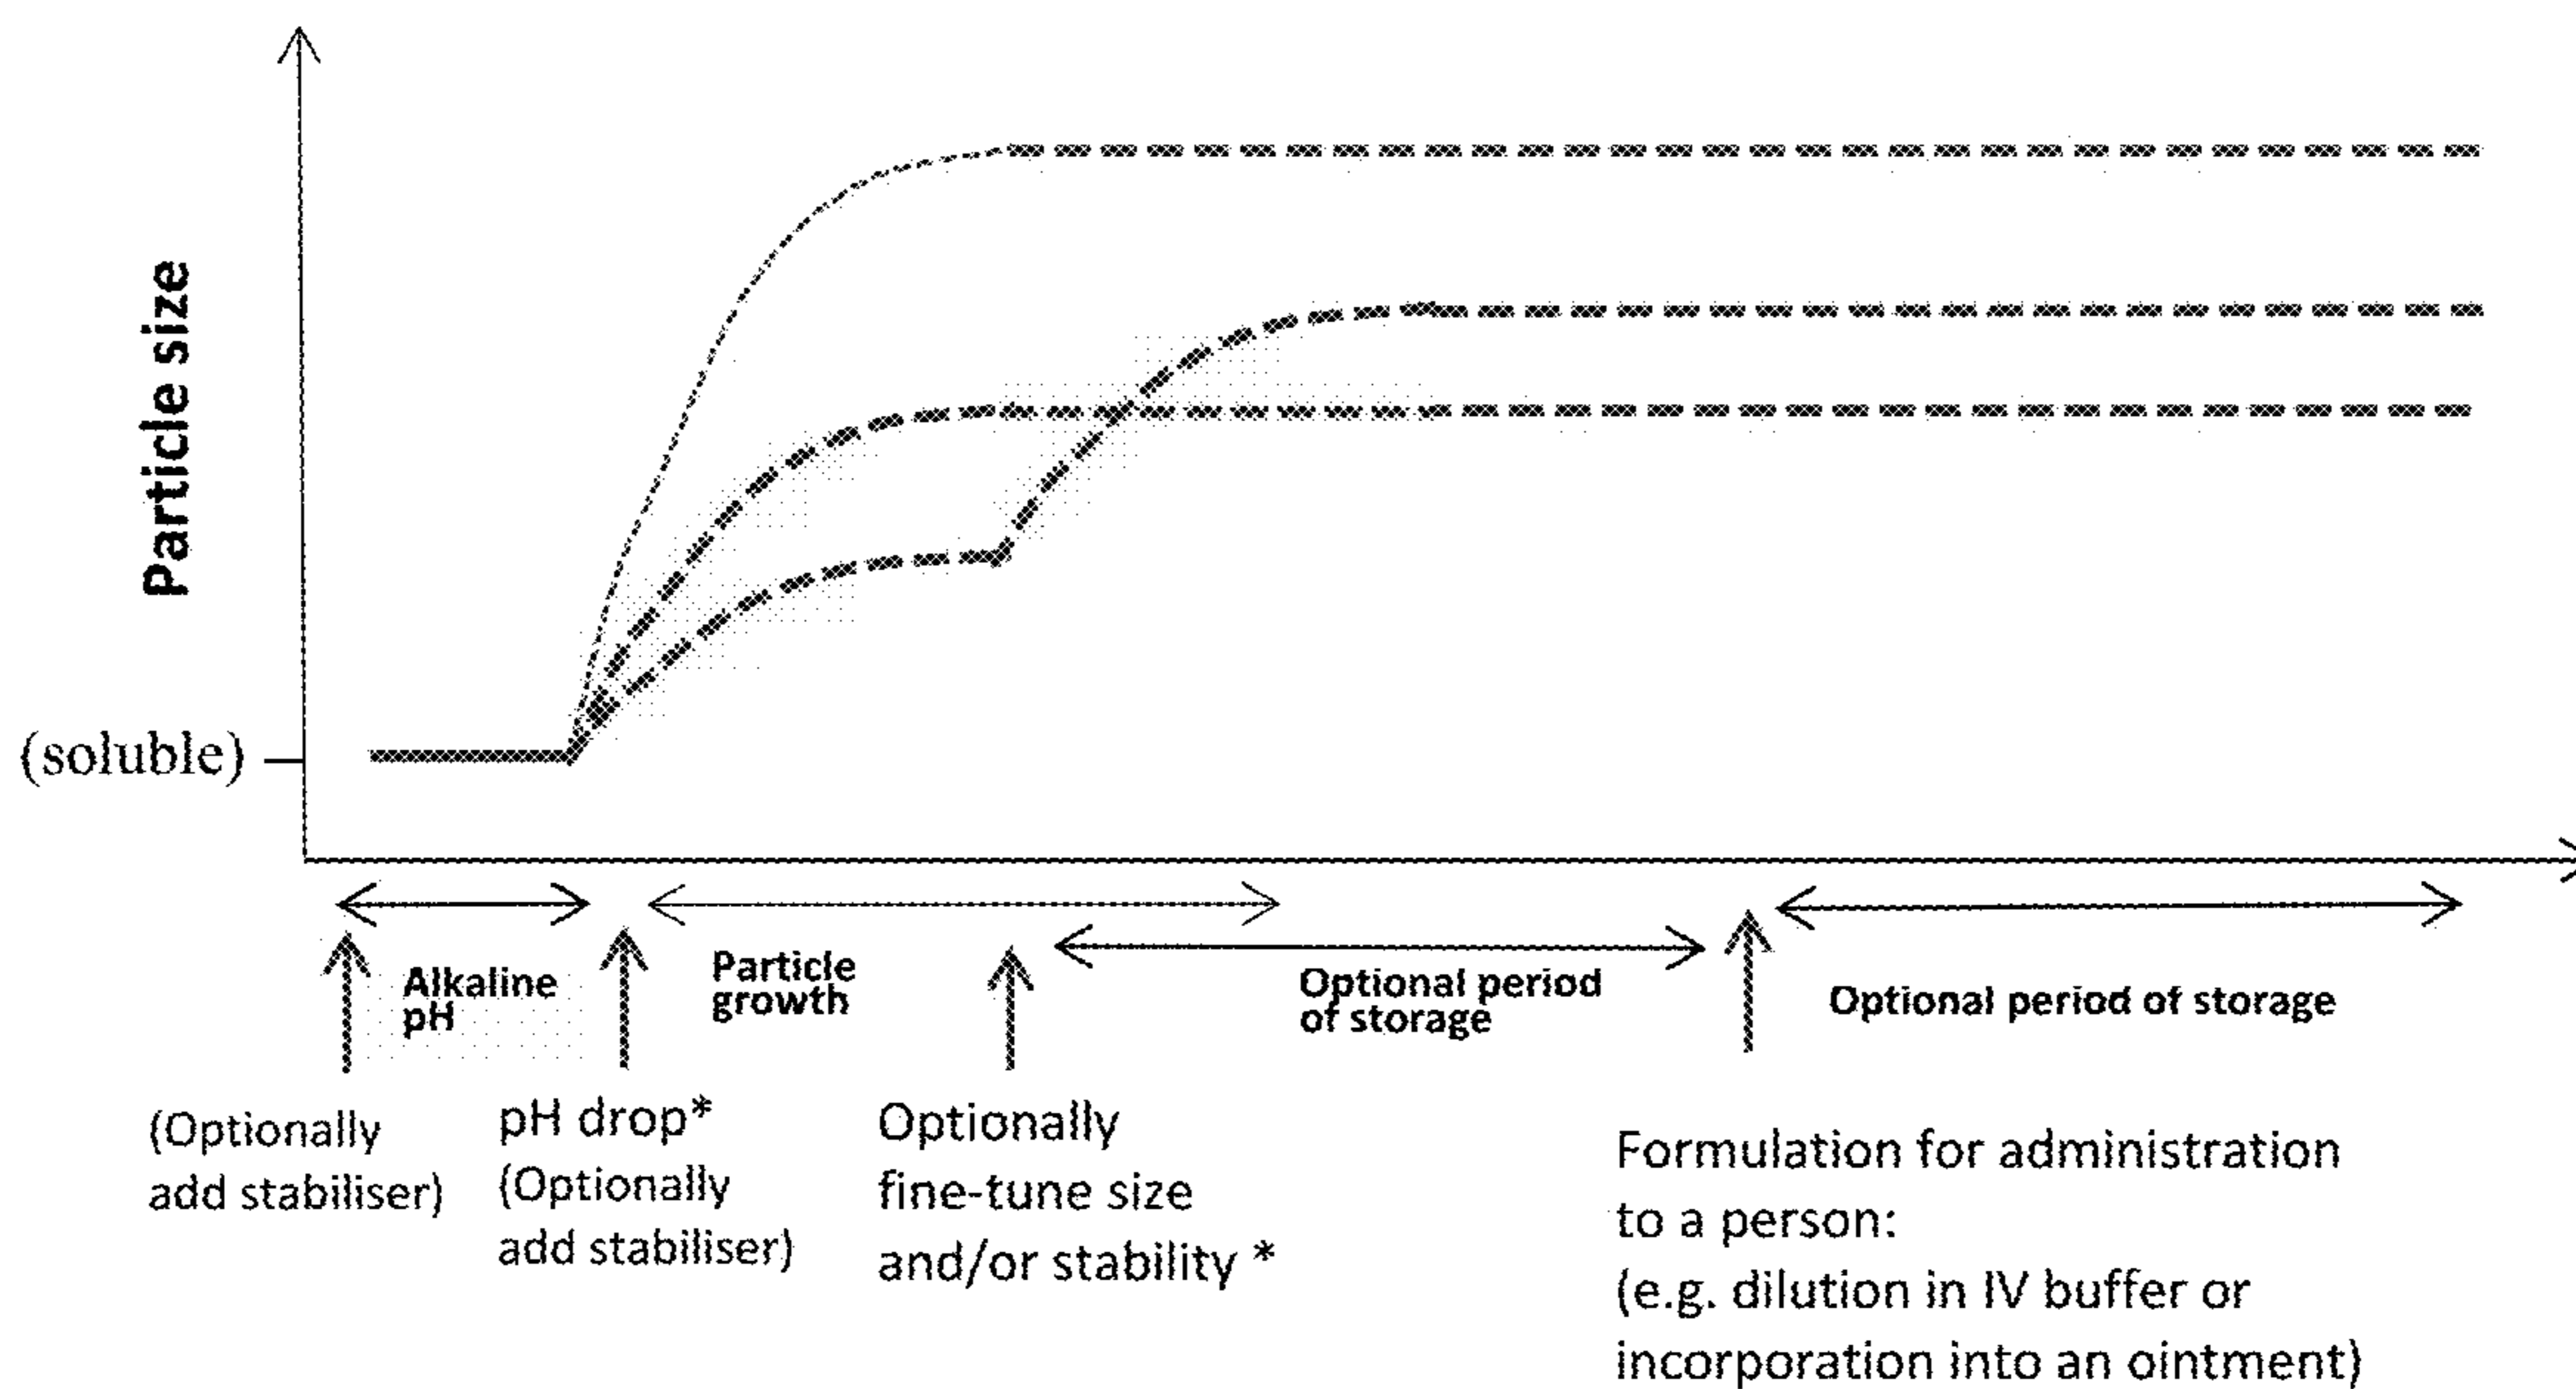 Particle size
(soluble)
Alkaline
pH
Particle
growth
Optional period
of storage
Optional period of storage
(Optionally
add stabiliser)
pH drop*
(Optionally
add stabiliser)
Optionally
fine-tune size
and/or stability *
Formulation for administration
to a person:
(e.g. dilution in IV buffer or
incorporation into an ointment)